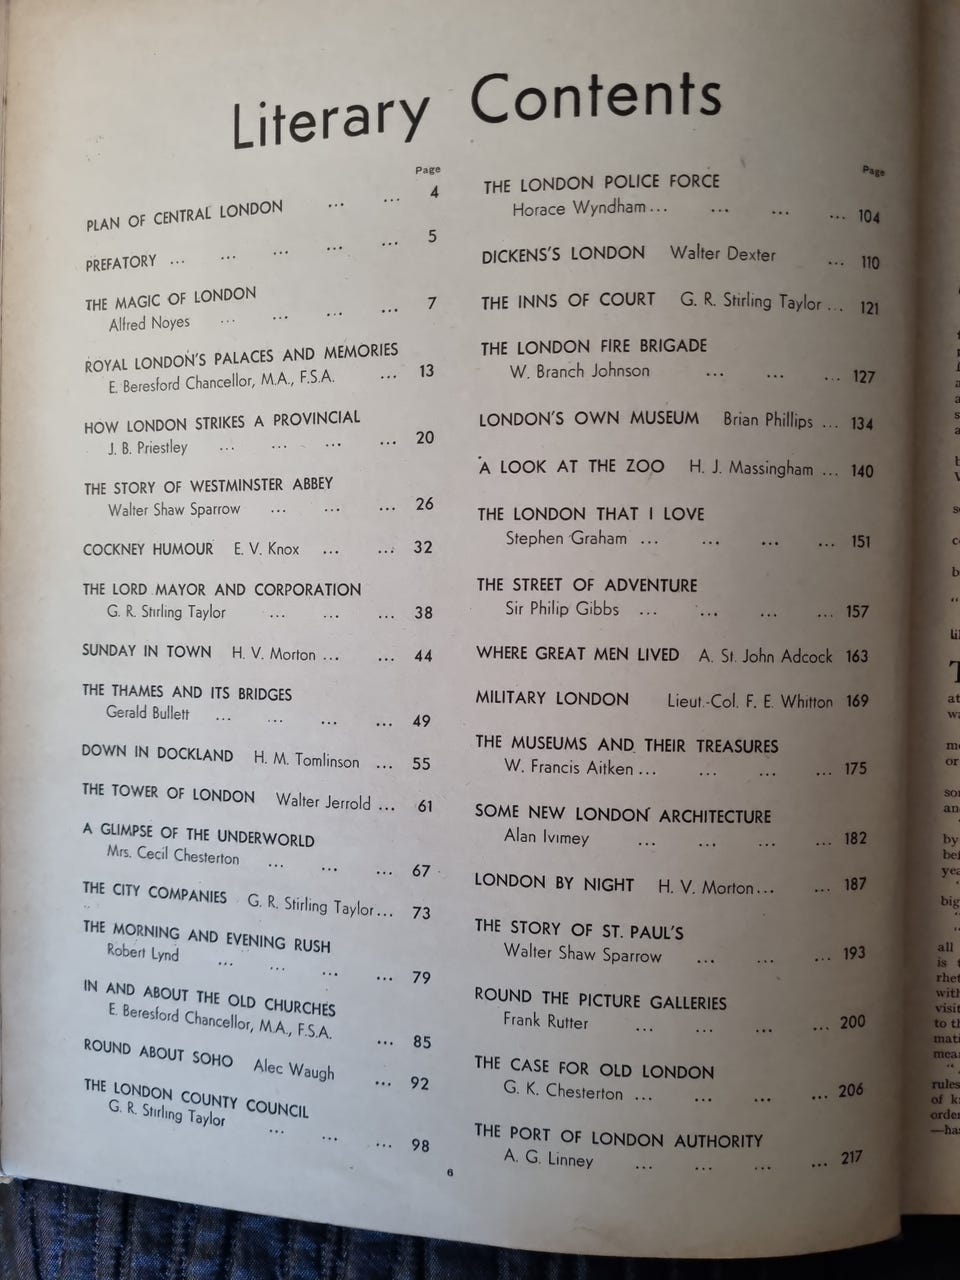 Literary Contents
Page
PLAN OF CENTRAL LONDON ... ... 4
PREFATORY ... ... ... ... ... 5
THE MAGIC OF LONDON
Alfred Noyes ... ... ... ... 7
ROYAL LONDON'S PALACES AND MEMORIES
E. Beresford Chancellor, M.A., F.S.A. ... 13
HOW LONDON STRIKES A PROVINCIAL
J. B. Priestley ... ... ... ... 20
THE STORY OF WESTMINSTER ABBEY
Walter Shaw Sparrow ... ... ... 26
COCKNEY HUMOUR E. V. Knox ... ... 32
THE LORD MAYOR AND CORPORATION
G. R. Stirling Taylor ... ... ... 38
SUNDAY IN TOWN H. V. Morton ... ... 44
THE THAMES AND ITS BRIDGES
Gerald Bullett ... ... ... ... 49
DOWN IN DOCKLAND H. M. Tomlinson ... 55
THE TOWER OF LONDON Walter Jerrold ... 61
A GLIMPSE OF THE UNDERWORLD
Mrs. Cecil Chesterton ... ... ... 67
THE CITY COMPANIES G. R. Stirling Taylor ... 73
THE MORNING AND EVENING RUSH
Robert Lynd ... ... ... ... 79
IN AND ABOUT THE OLD CHURCHES
E. Beresford Chancellor, M.A., F.S.A. ... 85
ROUND ABOUT SOHO Alec Waugh ... 92
THE LONDON COUNTY COUNCIL
G. R. Stirling Taylor ... ... ... 98
Page
THE LONDON POLICE FORCE
Horace Wyndham ... ... ... ... 104
DICKENS'S LONDON Walter Dexter ... 110
THE INNS OF COURT G. R. Stirling Taylor ... 121
THE LONDON FIRE BRIGADE
W. Branch Johnson ... ... ... 127
LONDON'S OWN MUSEUM Brian Phillips ... 134
A LOOK AT THE ZOO H. J. Massingham ... 140
THE LONDON THAT I LOVE
Stephen Graham ... ... ... ... 151
THE STREET OF ADVENTURE
Sir Philip Gibbs ... ... ... ... 157
WHERE GREAT MEN LIVED A. St. John Adcock 163
MILITARY LONDON Lieut.-Col. F. E. Whitton 169
THE MUSEUMS AND THEIR TREASURES
W. Francis Aitken ... ... ... ... 175
SOME NEW LONDON ARCHITECTURE
Alan Ivimey ... ... ... ... 182
LONDON BY NIGHT H. V. Morton ... ... 187
THE STORY OF ST. PAUL'S
Walter Shaw Sparrow ... ... ... 193
ROUND THE PICTURE GALLERIES
Frank Rutter ... ... ... ... 200
THE CASE FOR OLD LONDON
G. K. Chesterton ... ... ... ... 206
THE PORT OF LONDON AUTHORITY
A. G. Linney ... ... ... ... 217
6